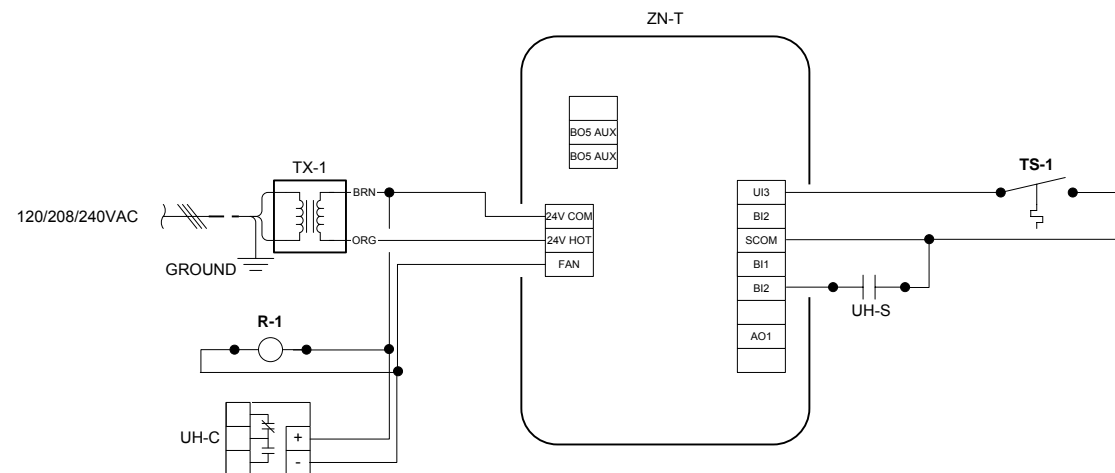 ZN-T
BO5 AUX
BO5 AUX
TX-1
TS-1
BRN
UI3
120/208/240VAC
24V COM
BI2
ORG
24V HOT
SCOM
GROUND
FAN
BI1
BI2
UH-S
R-1
AO1
UH-C
+
-